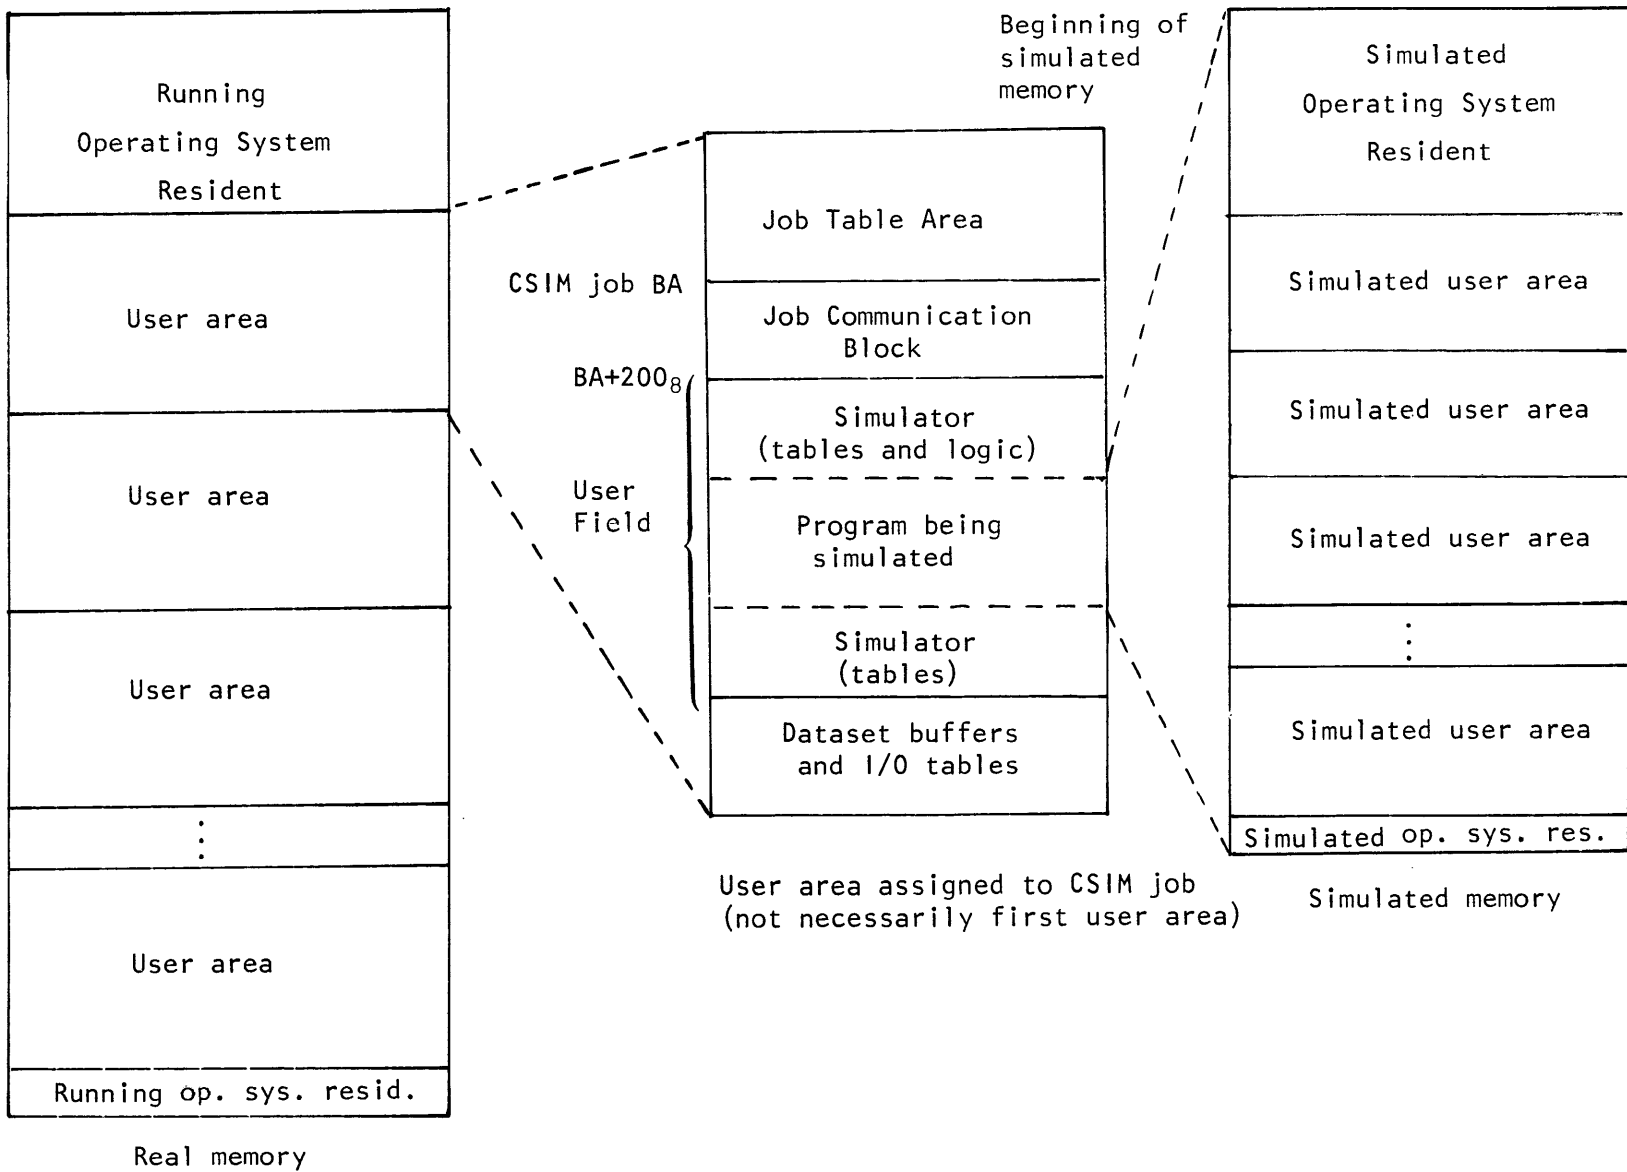 Running
Operating System
Resident
User area
User area
User area
⋮
User area
Running op. sys. resid.
Real memory
Job Table Area
CSIM job BA
Job Communication
Block
BA+200₈
Simulator
(tables and logic)
User
Field
Program being
simulated
Simulator
(tables)
Dataset buffers
and I/O tables
User area assigned to CSIM job
(not necessarily first user area)
Beginning of
simulated
memory
Simulated
Operating System
Resident
Simulated user area
Simulated user area
Simulated user area
⋮
Simulated user area
Simulated op. sys. res.
Simulated memory